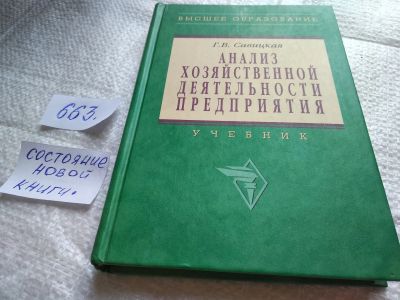 663.
СОСТОЯНИЕ
НОВОЙ
КНИГИ.
ВЫСШЕЕ ОБРАЗОВАНИЕ
Г.В. Савицкая
АНАЛИЗ
ХОЗЯЙСТВЕННОЙ
ДЕЯТЕЛЬНОСТИ
ПРЕДПРИЯТИЯ
УЧЕБНИК